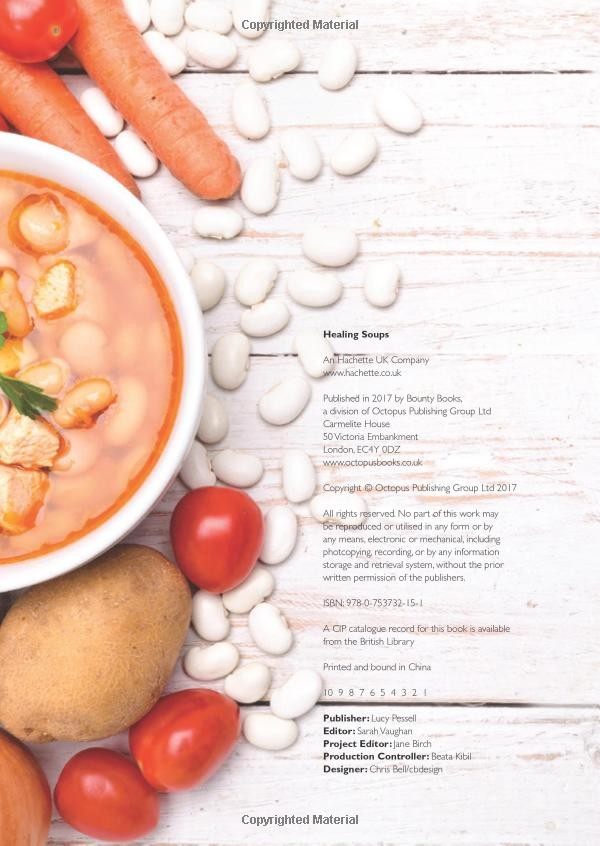 Copyrighted Material
Healing Soups
An Hachette UK Company
www.hachette.co.uk
Published in 2017 by Bounty Books,
a division of Octopus Publishing Group Ltd
Carmelite House
50 Victoria Embankment
London, EC4Y 0DZ
www.octopusbooks.co.uk
Copyright © Octopus Publishing Group Ltd 2017
All rights reserved. No part of this work may
be reproduced or utilised in any form or by
any means, electronic or mechanical, including
photcopying, recording, or by any information
storage and retrieval system, without the prior
written permission of the publishers.
ISBN: 978-0-753732-15-1
A CIP catalogue record for this book is available
from the British Library
Printed and bound in China
10 9 8 7 6 5 4 3 2 1
Publisher: Lucy Pessell
Editor: Sarah Vaughan
Project Editor: Jane Birch
Production Controller: Beata Kibil
Designer: Chris Bell/cbdesign
Copyrighted Material